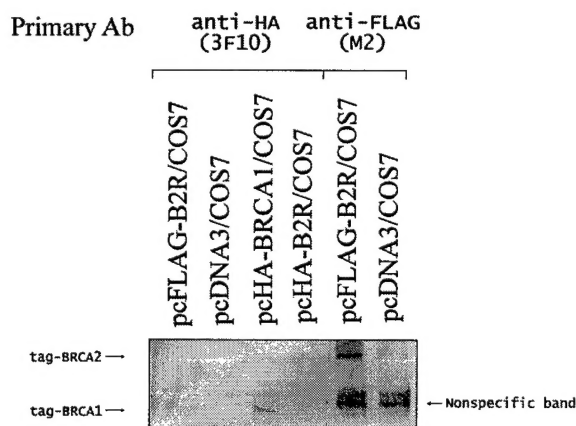 Primary Ab
anti-HA
(3F10)
anti-FLAG
(M2)
pcFLAG-B2R/COS7
pcDNA3/COS7
pcHA-BRCA1/COS7
pcHA-B2R/COS7
pcFLAG-B2R/COS7
pcDNA3/COS7
tag-BRCA2
tag-BRCA1
Nonspecific band